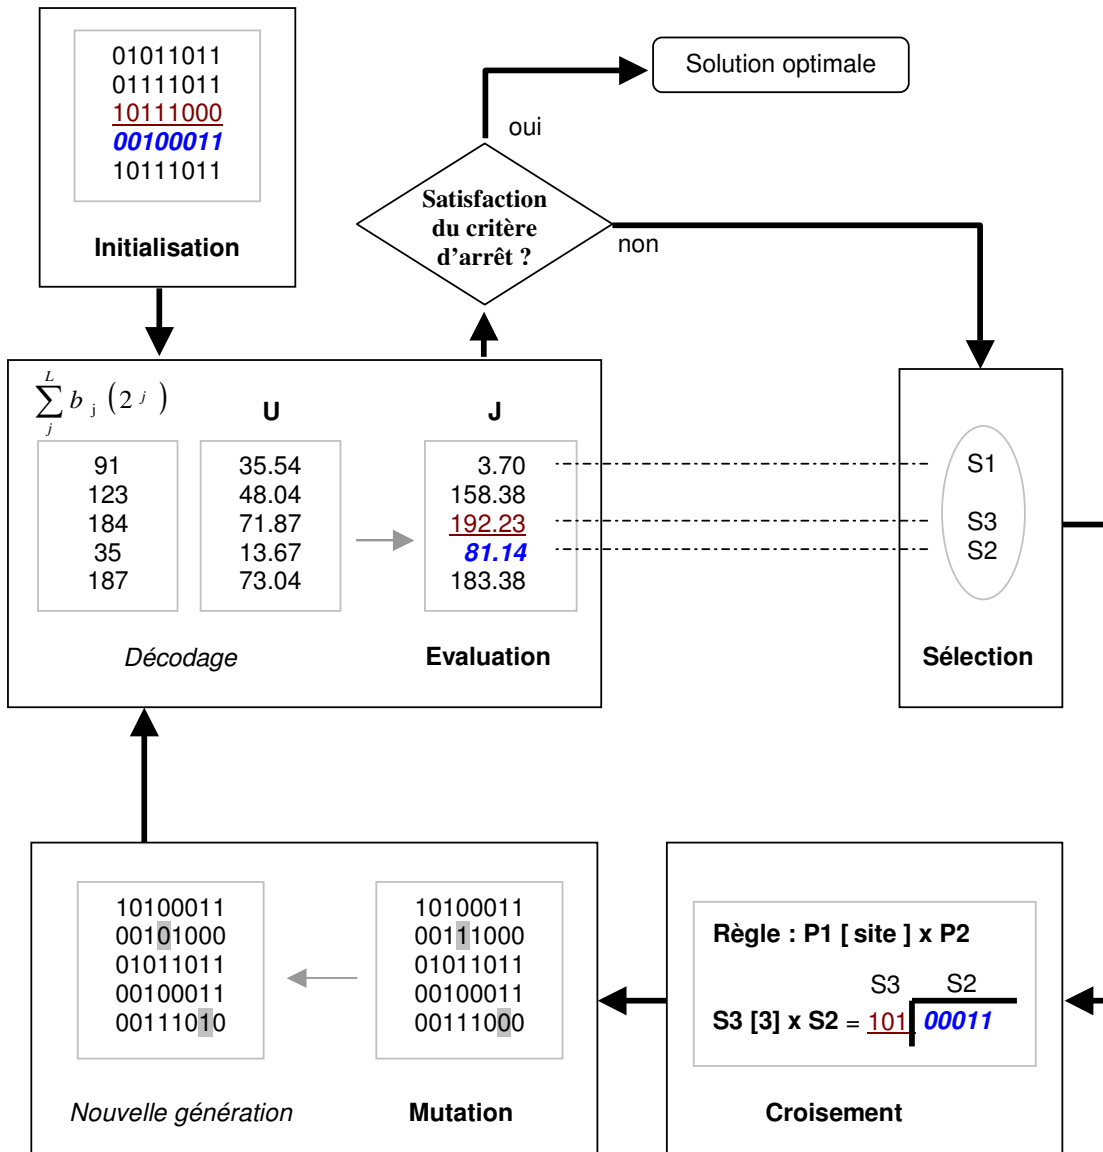 01011011
01111011
10111000
00100011
10111011
Initialisation
Solution optimale
oui
Satisfaction
du critère
d'arrêt ?
non
L
∑ b j ( 2 j )
j
U
J
91
123
184
35
187
35.54
48.04
71.87
13.67
73.04
3.70
158.38
192.23
81.14
183.38
Décodage
Evaluation
S1
S3
S2
Sélection
10100011
00101000
01011011
00100011
00111010
Nouvelle génération
10100011
00111000
01011011
00100011
00111000
Mutation
Règle : P1 [ site ] x P2
S3 S2
S3 [3] x S2 = 101 00011
Croisement